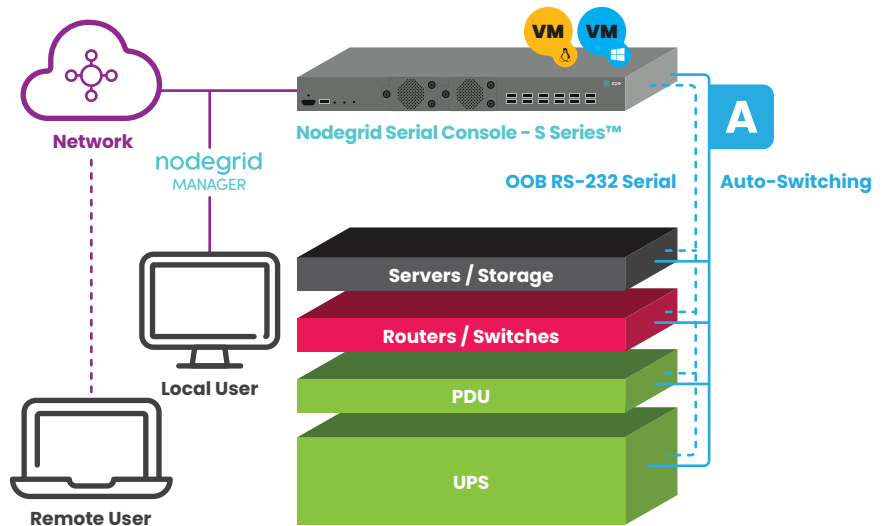 VM
VM
zpe
Nodegrid Serial Console - S Series™
Network
nodegrid
MANAGER
A
OOB RS-232 Serial
Auto-Switching
Servers / Storage
Routers / Switches
Local User
PDU
UPS
Remote User